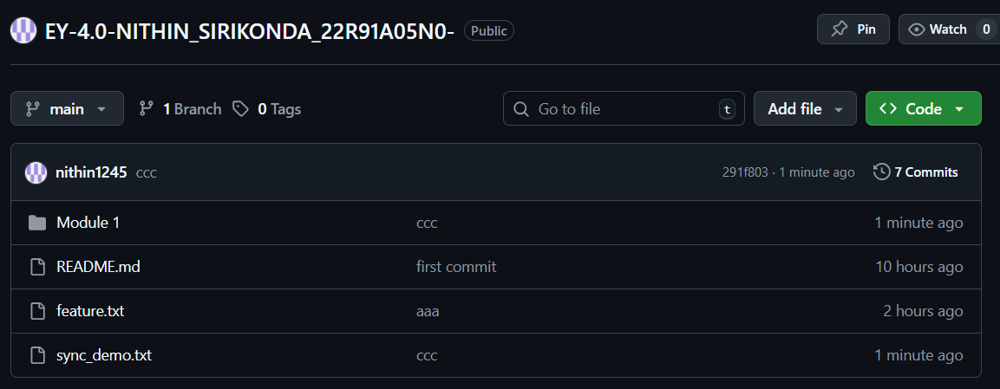 EY-4.0-NITHIN_SIRIKONDA_22R91A05N0- Public Pin Watch 0
main 1 Branch 0 Tags Go to file t Add file Code
nithin1245 ccc 291f803 · 1 minute ago 7 Commits
Module 1 ccc 1 minute ago
README.md first commit 10 hours ago
feature.txt aaa 2 hours ago
sync_demo.txt ccc 1 minute ago